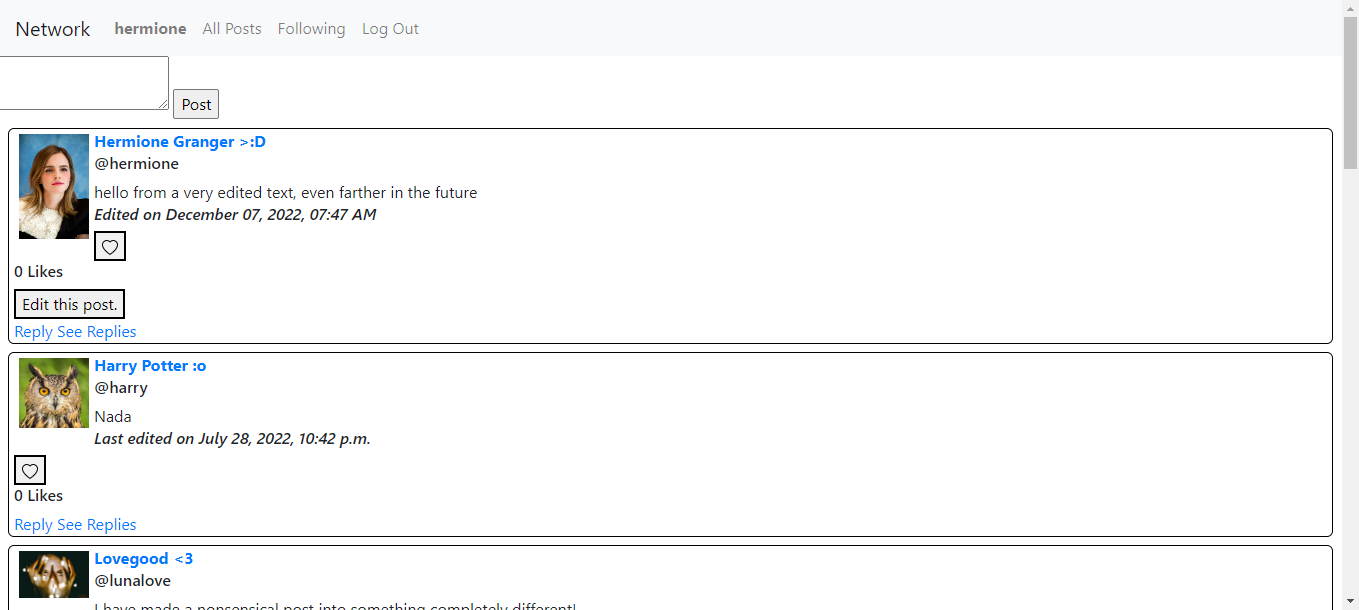 Network hermione All Posts Following Log Out
Post
Hermione Granger >:D
@hermione
hello from a very edited text, even farther in the future
Edited on December 07, 2022, 07:47 AM
0 Likes
Edit this post.
Reply See Replies
Harry Potter :o
@harry
Nada
Last edited on July 28, 2022, 10:42 p.m.
0 Likes
Reply See Replies
Lovegood <3
@lunalove
I have made a nonsensical post into something completely different!